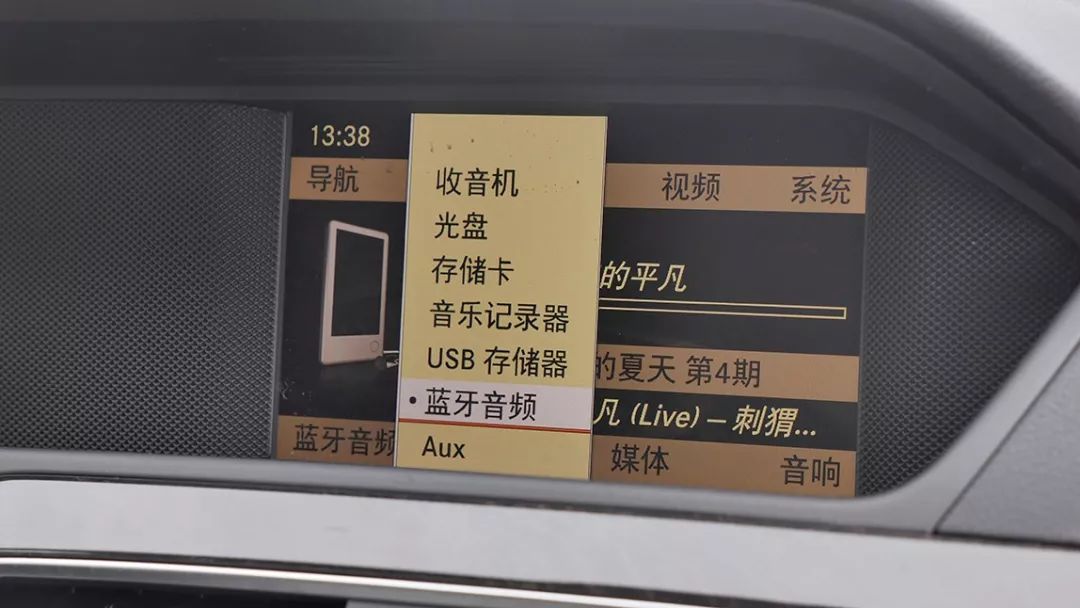 13:38
导航
视频
系统
收音机
光盘
存储卡
音乐记录器
USB 存储器
蓝牙音频
Aux
的平凡
的夏天 第4期
凡 (Live) – 刺猬...
蓝牙音频
媒体
音响